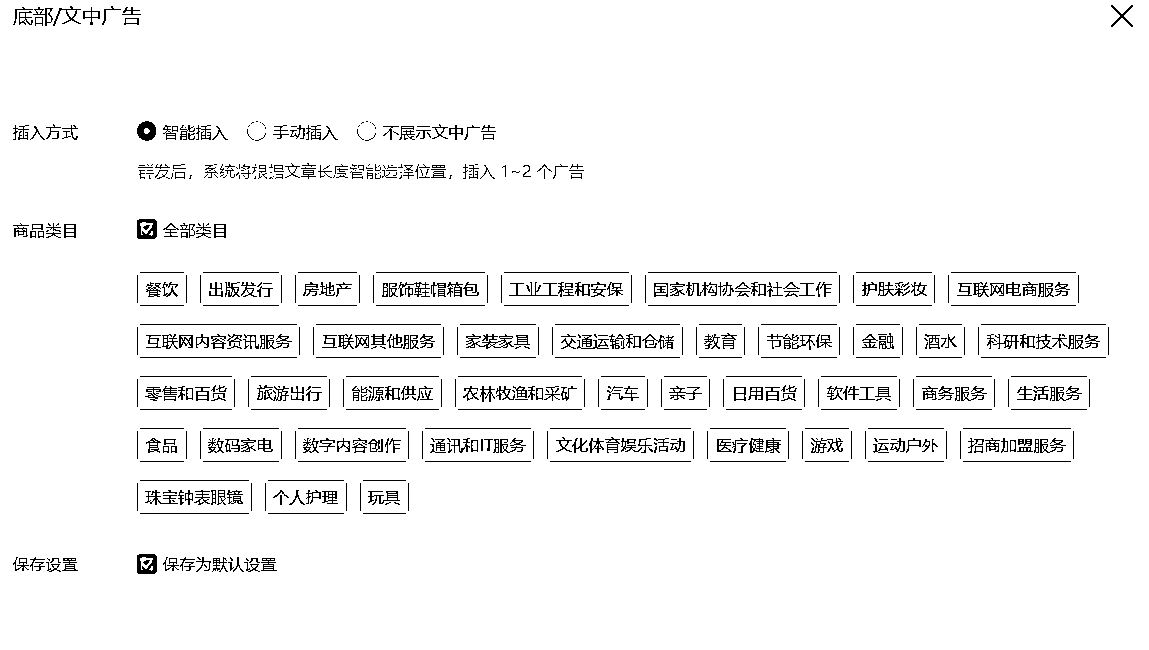 底部/文中广告
插入方式 智能插入 手动插入 不展示文中广告
群发后，系统将根据文章长度智能选择位置，插入 1~2 个广告
商品类目 全部类目
餐饮 出版发行 房地产 服饰鞋帽箱包 工业工程和安保 国家机构协会和社会工作 护肤彩妆 互联网电商服务
互联网内容资讯服务 互联网其他服务 家装家具 交通运输和仓储 教育 节能环保 金融 酒水 科研和技术服务
零售和百货 旅游出行 能源和供应 农林牧渔和采矿 汽车 亲子 日用百货 软件工具 商务服务 生活服务
食品 数码家电 数字内容创作 通讯和IT服务 文化体育娱乐活动 医疗健康 游戏 运动户外 招商加盟服务
珠宝钟表眼镜 个人护理 玩具
保存设置 保存为默认设置